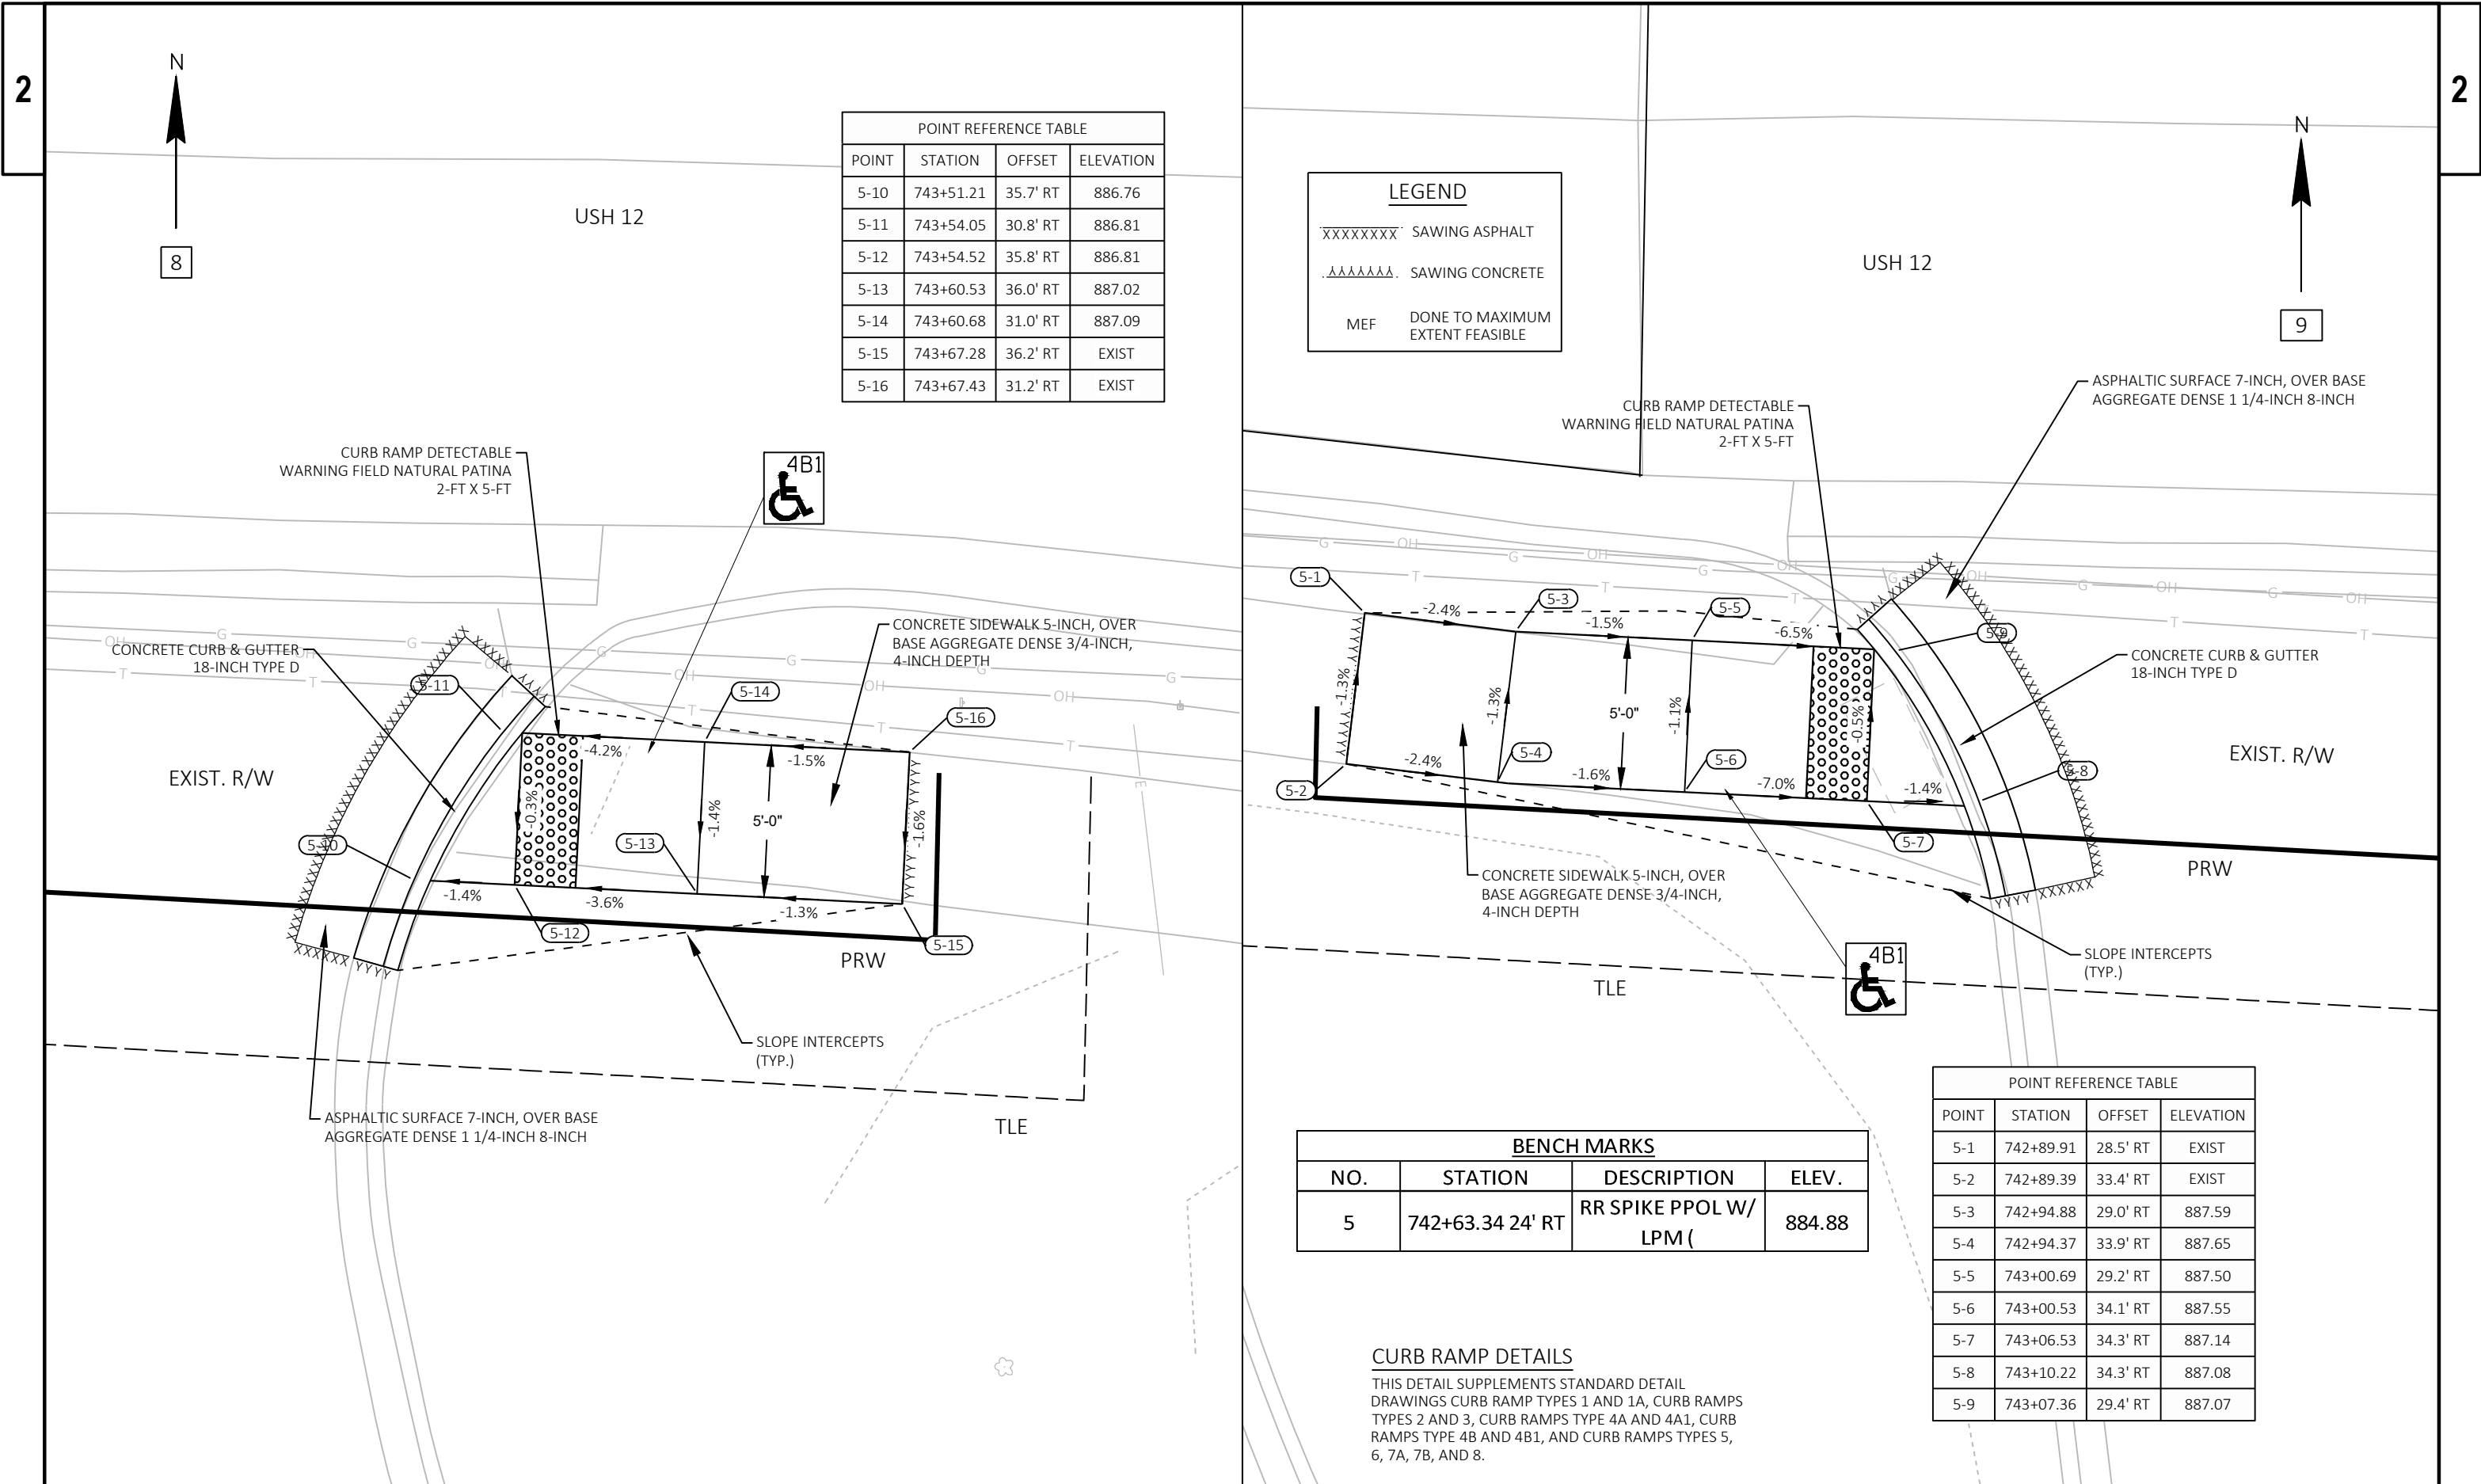 2
N
8
USH 12
POINT REFERENCE TABLE
POINT STATION OFFSET ELEVATION
5-10 743+51.21 35.7' RT 886.76
5-11 743+54.05 30.8' RT 886.81
5-12 743+54.52 35.8' RT 886.81
5-13 743+60.53 36.0' RT 887.02
5-14 743+60.68 31.0' RT 887.09
5-15 743+67.28 36.2' RT EXIST
5-16 743+67.43 31.2' RT EXIST
CURB RAMP DETECTABLE
WARNING FIELD NATURAL PATINA
2-FT X 5-FT
4B1
CONCRETE SIDEWALK 5-INCH, OVER
BASE AGGREGATE DENSE 3/4-INCH,
4-INCH DEPTH
CONCRETE CURB & GUTTER
18-INCH TYPE D
OH G G OH OH G OH G OH G OH G
T T T T T T
5-11
5-14
5-16
-4.2%
-1.5%
EXIST. R/W
-0.3%
-1.4%
5'-0"
-1.6%
E
5-10
5-13
-1.4%
-3.6%
-1.3%
5-12
5-15
PRW
SLOPE INTERCEPTS
(TYP.)
ASPHALTIC SURFACE 7-INCH, OVER BASE
AGGREGATE DENSE 1 1/4-INCH 8-INCH
TLE
2
N
9
LEGEND
XXXXXXXX SAWING ASPHALT
SAWING CONCRETE
MEF DONE TO MAXIMUM
EXTENT FEASIBLE
USH 12
CURB RAMP DETECTABLE
WARNING FIELD NATURAL PATINA
2-FT X 5-FT
ASPHALTIC SURFACE 7-INCH, OVER BASE
AGGREGATE DENSE 1 1/4-INCH 8-INCH
G OH G OH G OH G OH G OH G OH
T T T T T
5-1
5-3
5-5
5-9
-2.4%
-1.5%
-6.5%
CONCRETE CURB & GUTTER
18-INCH TYPE D
-1.3%
-1.3%
5'-0"
-1.1%
-0.5%
EXIST. R/W
5-2
5-4
5-6
5-8
-2.4%
-1.6%
-7.0%
-1.4%
5-7
PRW
CONCRETE SIDEWALK 5-INCH, OVER
BASE AGGREGATE DENSE 3/4-INCH,
4-INCH DEPTH
4B1
SLOPE INTERCEPTS
(TYP.)
TLE
BENCH MARKS
NO. STATION DESCRIPTION ELEV.
5 742+63.34 24' RT RR SPIKE PPOL W/ 884.88
LPM (
POINT REFERENCE TABLE
POINT STATION OFFSET ELEVATION
5-1 742+89.91 28.5' RT EXIST
5-2 742+89.39 33.4' RT EXIST
5-3 742+94.88 29.0' RT 887.59
5-4 742+94.37 33.9' RT 887.65
5-5 743+00.69 29.2' RT 887.50
5-6 743+00.53 34.1' RT 887.55
5-7 743+06.53 34.3' RT 887.14
5-8 743+10.22 34.3' RT 887.08
5-9 743+07.36 29.4' RT 887.07
CURB RAMP DETAILS
THIS DETAIL SUPPLEMENTS STANDARD DETAIL
DRAWINGS CURB RAMP TYPES 1 AND 1A, CURB RAMPS
TYPES 2 AND 3, CURB RAMPS TYPE 4A AND 4A1, CURB
RAMPS TYPE 4B AND 4B1, AND CURB RAMPS TYPES 5,
6, 7A, 7B, AND 8.